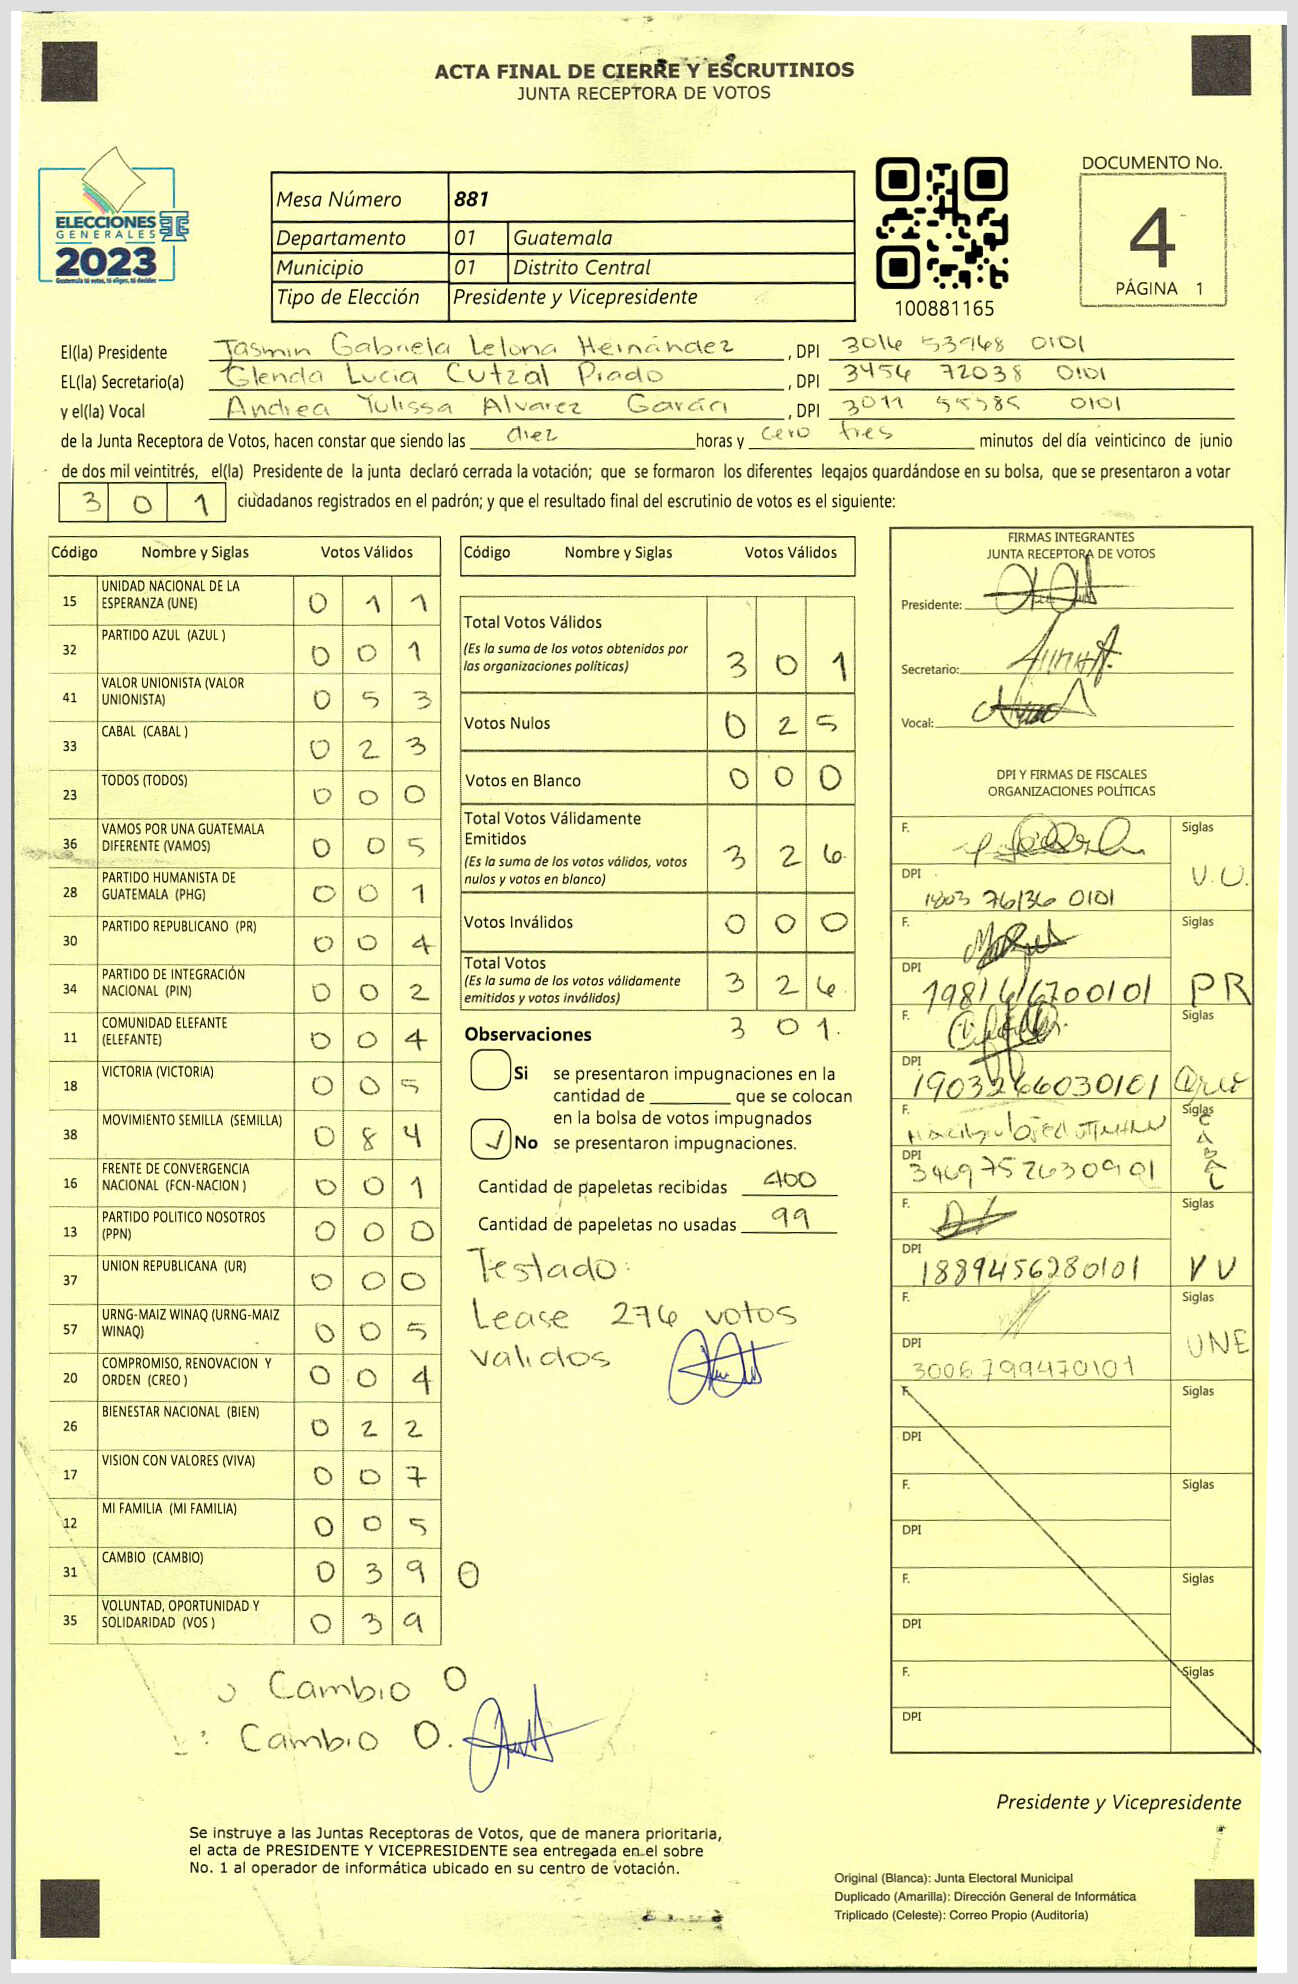 ACTA FINAL DE CIERRE Y ESCRUTINIOS
JUNTA RECEPTORA DE VOTOS
ELECCIONES
GENERALES
2023
Guatemala tú votas, tú eliges, tú decides
Mesa Número 881
Departamento 01 Guatemala
Municipio 01 Distrito Central
Tipo de Elección Presidente y Vicepresidente
100881165
DOCUMENTO No.
4
PÁGINA 1
El(la) Presidente Jasmin Gabriela Lelona Hernández , DPI 3016 53968 0101
EL(la) Secretario(a) Glenda Lucia Cutzal Prado , DPI 3456 72038 0101
y el(la) Vocal Andrea Yulissa Alvarez García , DPI 3011 0101
de la Junta Receptora de Votos, hacen constar que siendo las diez horas y cero tres minutos del día veinticinco de junio
de dos mil veintitrés, el(la) Presidente de la junta declaró cerrada la votación; que se formaron los diferentes legajos guardándose en su bolsa, que se presentaron a votar
3 0 1 ciudadanos registrados en el padrón; y que el resultado final del escrutinio de votos es el siguiente:
Código Nombre y Siglas Votos Válidos
15 UNIDAD NACIONAL DE LA ESPERANZA (UNE) 0 1 1
32 PARTIDO AZUL (AZUL ) 0 0 1
41 VALOR UNIONISTA (VALOR UNIONISTA) 0 5 3
33 CABAL (CABAL ) 0 2 3
23 TODOS (TODOS) 0 0 0
36 VAMOS POR UNA GUATEMALA DIFERENTE (VAMOS) 0 0 5
28 PARTIDO HUMANISTA DE GUATEMALA (PHG) 0 0 1
30 PARTIDO REPUBLICANO (PR) 0 0 4
34 PARTIDO DE INTEGRACIÓN NACIONAL (PIN) 0 0 2
11 COMUNIDAD ELEFANTE (ELEFANTE) 0 0 4
18 VICTORIA (VICTORIA) 0 0 5
38 MOVIMIENTO SEMILLA (SEMILLA) 0 8 4
16 FRENTE DE CONVERGENCIA NACIONAL (FCN-NACION ) 0 0 1
13 PARTIDO POLITICO NOSOTROS (PPN) 0 0 0
37 UNION REPUBLICANA (UR) 0 0 0
57 URNG-MAIZ WINAQ (URNG-MAIZ WINAQ) 0 0 5
20 COMPROMISO, RENOVACION Y ORDEN (CREO ) 0 0 4
26 BIENESTAR NACIONAL (BIEN) 0 2 2
17 VISION CON VALORES (VIVA) 0 0 7
12 MI FAMILIA (MI FAMILIA) 0 0 5
31 CAMBIO (CAMBIO) 0 3 9 0
35 VOLUNTAD, OPORTUNIDAD Y SOLIDARIDAD (VOS ) 0 3 9
Cambio 0
Cambio 0.
Código Nombre y Siglas Votos Válidos
Total Votos Válidos
(Es la suma de los votos obtenidos por
las organizaciones políticas) 3 0 1
Votos Nulos 0 2 5
Votos en Blanco 0 0 0
Total Votos Válidamente
Emitidos
(Es la suma de los votos válidos, votos
nulos y votos en blanco) 3 2 6
Votos Inválidos 0 0 0
Total Votos
(Es la suma de los votos válidamente
emitidos y votos inválidos) 3 2 6
3 0 1.
Observaciones
Si se presentaron impugnaciones en la
cantidad de ________ que se colocan
en la bolsa de votos impugnados
No se presentaron impugnaciones.
Cantidad de papeletas recibidas 400
Cantidad de papeletas no usadas 99
Testado:
Lease 276 votos
validos
FIRMAS INTEGRANTES
JUNTA RECEPTORA DE VOTOS
Presidente:
Secretario:
Vocal:
DPI Y FIRMAS DE FISCALES
ORGANIZACIONES POLÍTICAS
F. Siglas
DPI V.U.
1803 76136 0101
F. Siglas
DPI PR
1981 61670 0101
F. Siglas
DPI
1903266030101
F. Siglas
DPI CABAL
3469752630901
F. Siglas
DPI
1889456280101 VU
F. Siglas
DPI UNE
3006799470101
F. Siglas
DPI
F. Siglas
DPI
F. Siglas
DPI
F. Siglas
DPI
Presidente y Vicepresidente
Se instruye a las Juntas Receptoras de Votos, que de manera prioritaria,
el acta de PRESIDENTE Y VICEPRESIDENTE sea entregada en el sobre
No. 1 al operador de informática ubicado en su centro de votación.
Original (Blanca): Junta Electoral Municipal
Duplicado (Amarilla): Dirección General de Informática
Triplicado (Celeste): Correo Propio (Auditoría)